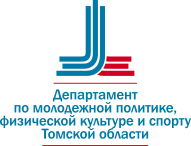 Департамент
по молодежной политике,
физической культуре и спорту
Томской области